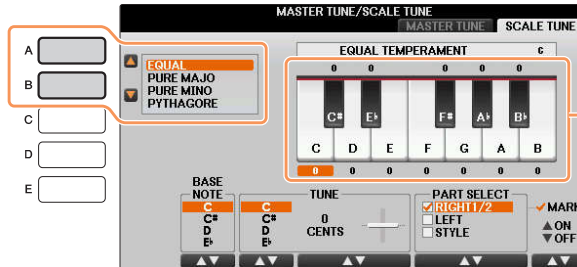 MASTER TUNE/SCALE TUNE
MASTER TUNE SCALE TUNE
A
B
C
D
E
EQUAL
PURE MAJO
PURE MINO
PYTHAGORE
EQUAL TEMPERAMENT C
0 0 0 0 0
C# E♭ F# A♭ B♭
C D E F G A B
0 0 0 0 0 0 0
BASE NOTE
C
C#
D
E♭
TUNE
C
C#
D
E♭
0
CENTS
PART SELECT
RIGHT1/2
LEFT
STYLE
MARK
▲ON
▼OFF